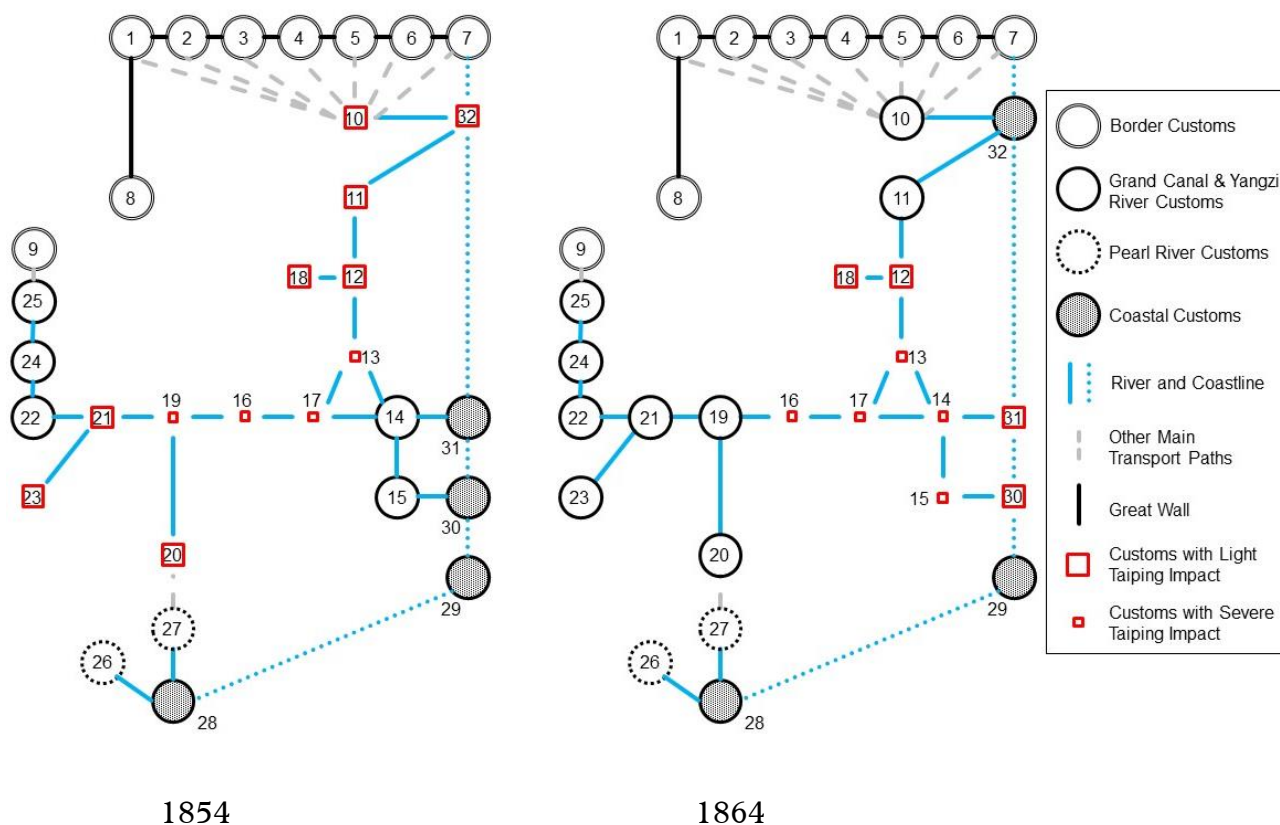 1 2 3 4 5 6 7
10 32
8 11
9
18 12
25
13
24
19 16 17
22 21 14
31
23 15
30
20
29
27
26
28
1854
1 2 3 4 5 6 7
10
32
8 11
9
18 12
25
13
24
16 17 14
22 21 19 31
23 15 30
20
29
27
26
28
1864
Border Customs
Grand Canal & Yangzi
River Customs
Pearl River Customs
Coastal Customs
River and Coastline
Other Main
Transport Paths
Great Wall
Customs with Light
Taiping Impact
Customs with Severe
Taiping Impact